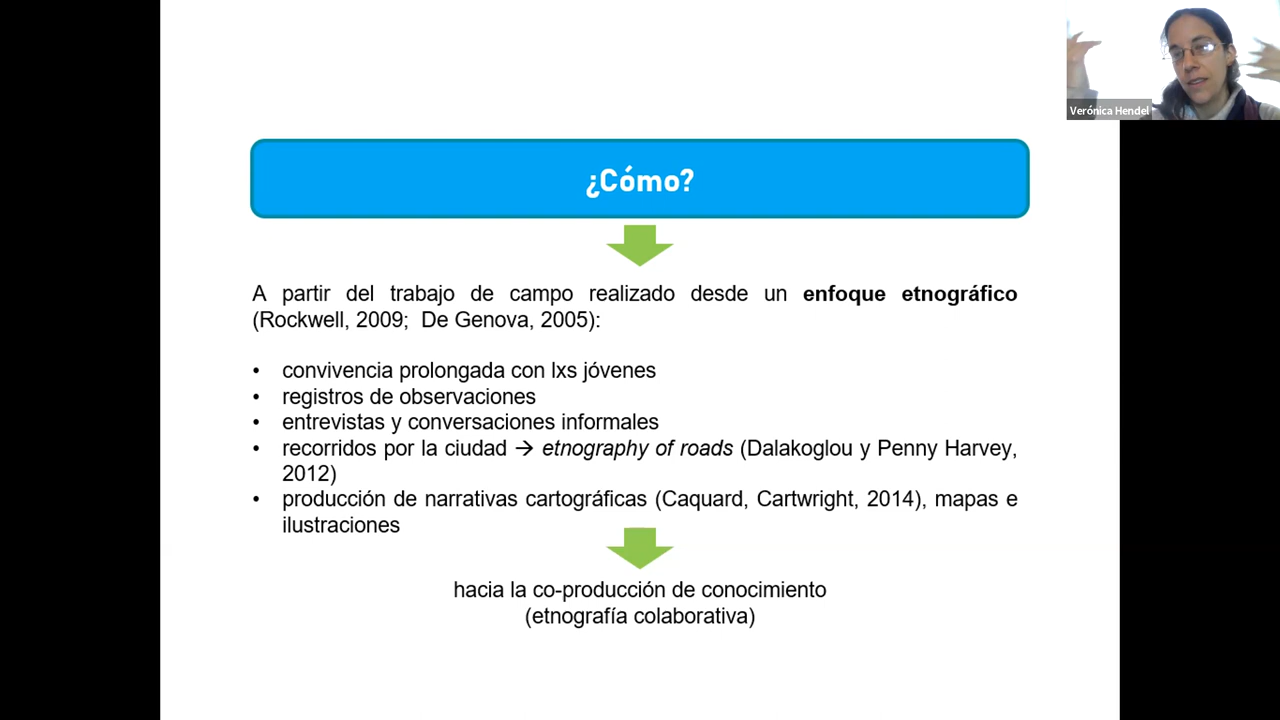 Verónica Hendel
¿Cómo?
A partir del trabajo de campo realizado desde un enfoque etnográfico
(Rockwell, 2009; De Genova, 2005):
• convivencia prolongada con lxs jóvenes
• registros de observaciones
• entrevistas y conversaciones informales
• recorridos por la ciudad → etnography of roads (Dalakoglou y Penny Harvey,
2012)
• producción de narrativas cartográficas (Caquard, Cartwright, 2014), mapas e
ilustraciones
hacia la co-producción de conocimiento
(etnografía colaborativa)